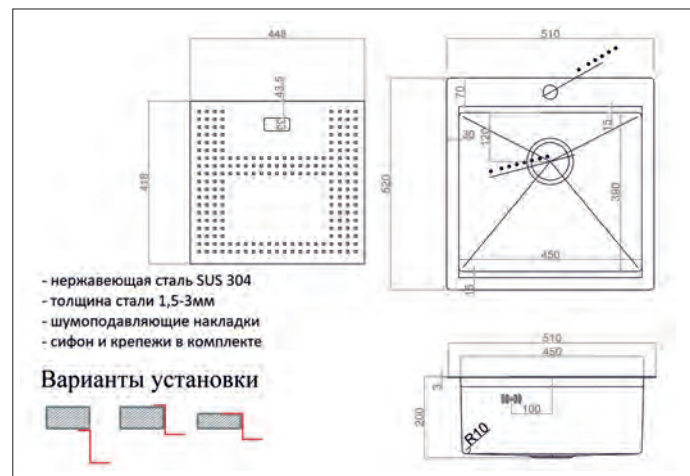 448
510
43,5
70
418
520
35
120
15
390
450
15
- нержавеющая сталь SUS 304
- толщина стали 1,5-3мм
- шумоподавляющие накладки
- сифон и крепежи в комплекте
Варианты установки
510
450
3
200
100
R10